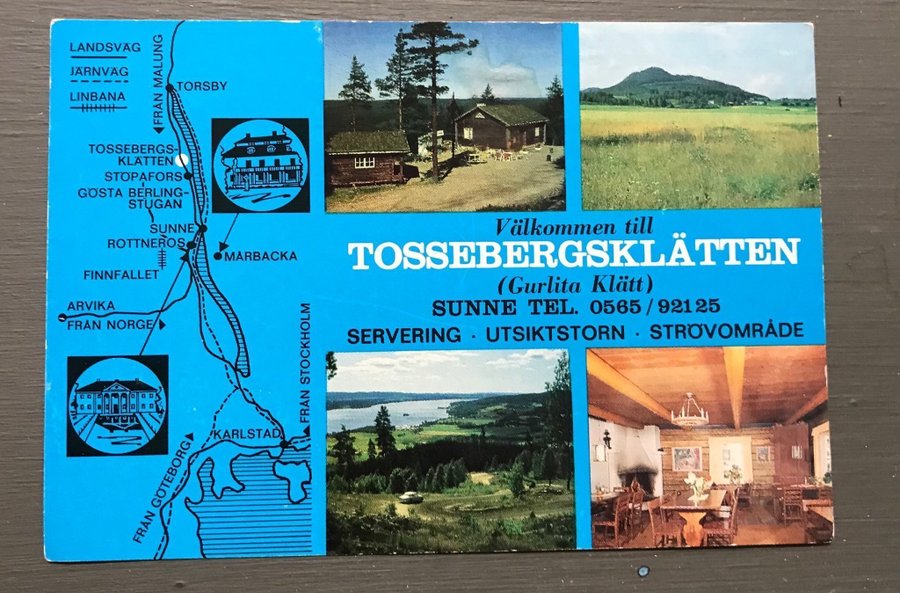 LANDSVÄG
JÄRNVÄG
LINBANA
FRÅN MALUNG
TORSBY
TOSSEBERGS-
KLÄTTEN
STÖPAFORS
GÖSTA BERLING-
STUGAN
SUNNE
ROTTNEROS
MÅRBACKA
FINNFALLET
ARVIKA
FRÅN NORGE
FRÅN STOCKHOLM
KARLSTAD
FRÅN GÖTEBORG
Välkommen till
TOSSEBERGSKLÄTTEN
(Gurlita Klätt)
SUNNE TEL. 0565/92125
SERVERING · UTSIKTSTORN · STRÖVOMRÅDE